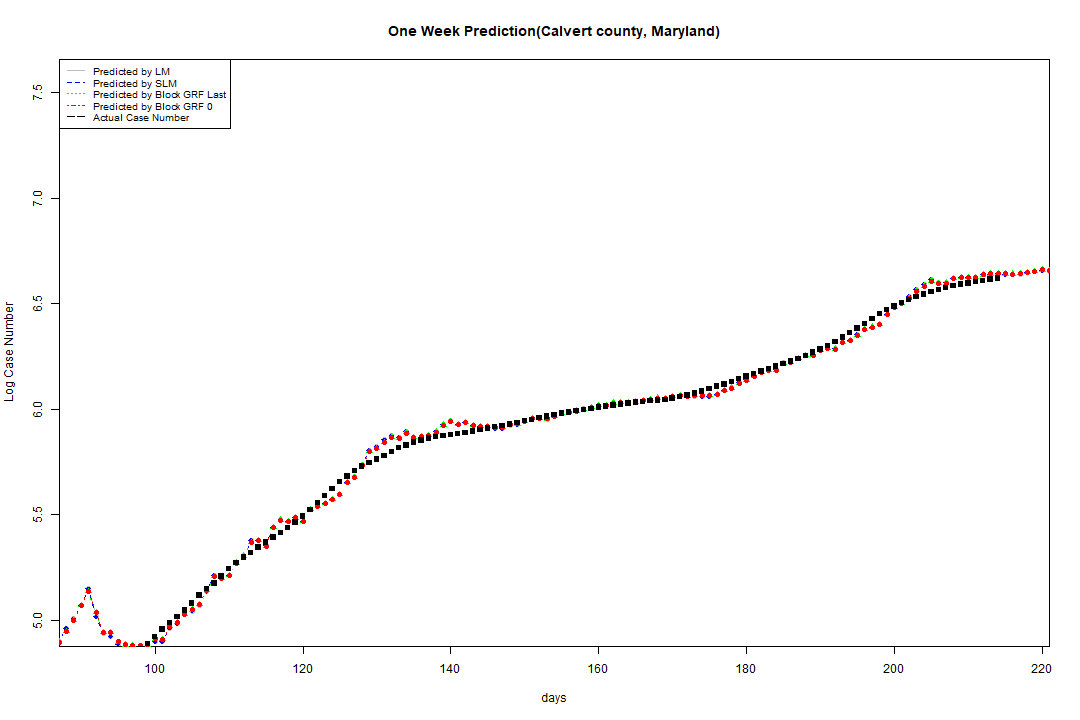 One Week Prediction(Calvert county, Maryland)
Predicted by LM
Predicted by SLM
Predicted by Block GRF Last
Predicted by Block GRF 0
Actual Case Number
7.5
7.0
6.5
6.0
5.5
5.0
Log Case Number
100 120 140 160 180 200 220
days